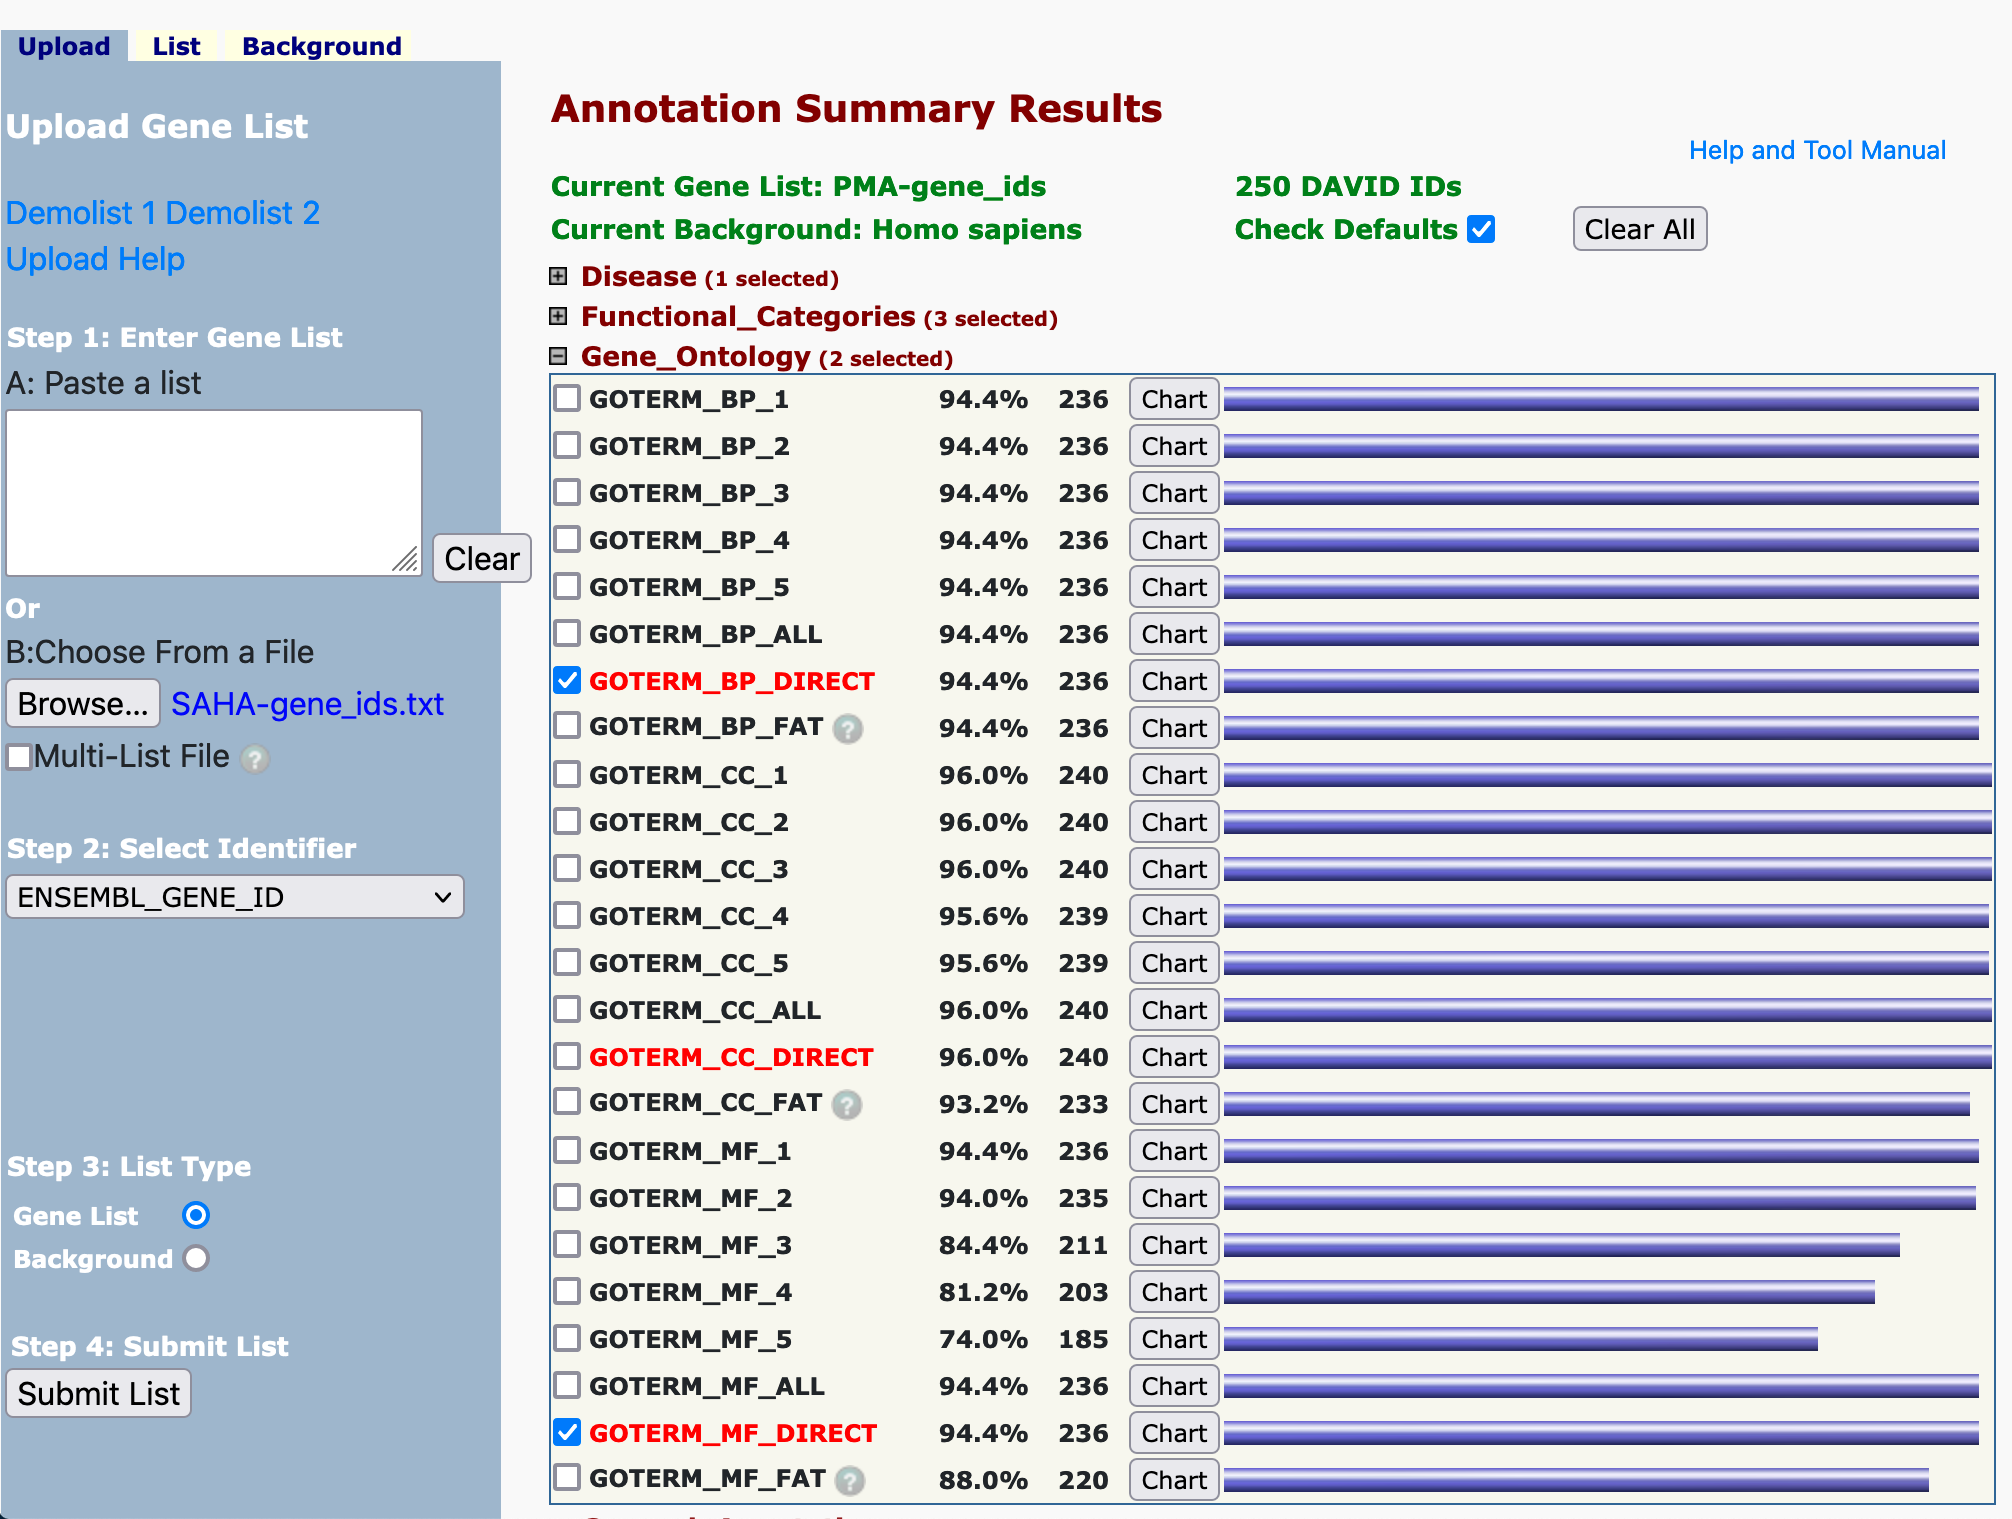 Upload List Background
Upload Gene List
Demolist 1 Demolist 2
Upload Help
Step 1: Enter Gene List
A: Paste a list
Clear
Or
B:Choose From a File
Browse... SAHA-gene_ids.txt
Multi-List File ?
Step 2: Select Identifier
ENSEMBL_GENE_ID
Step 3: List Type
Gene List
Background
Step 4: Submit List
Submit List
Annotation Summary Results
Help and Tool Manual
Current Gene List: PMA-gene_ids 250 DAVID IDs
Current Background: Homo sapiens Check Defaults Clear All
Disease (1 selected)
Functional_Categories (3 selected)
Gene_Ontology (2 selected)
GOTERM_BP_1 94.4% 236 Chart
GOTERM_BP_2 94.4% 236 Chart
GOTERM_BP_3 94.4% 236 Chart
GOTERM_BP_4 94.4% 236 Chart
GOTERM_BP_5 94.4% 236 Chart
GOTERM_BP_ALL 94.4% 236 Chart
GOTERM_BP_DIRECT 94.4% 236 Chart
GOTERM_BP_FAT ? 94.4% 236 Chart
GOTERM_CC_1 96.0% 240 Chart
GOTERM_CC_2 96.0% 240 Chart
GOTERM_CC_3 96.0% 240 Chart
GOTERM_CC_4 95.6% 239 Chart
GOTERM_CC_5 95.6% 239 Chart
GOTERM_CC_ALL 96.0% 240 Chart
GOTERM_CC_DIRECT 96.0% 240 Chart
GOTERM_CC_FAT ? 93.2% 233 Chart
GOTERM_MF_1 94.4% 236 Chart
GOTERM_MF_2 94.0% 235 Chart
GOTERM_MF_3 84.4% 211 Chart
GOTERM_MF_4 81.2% 203 Chart
GOTERM_MF_5 74.0% 185 Chart
GOTERM_MF_ALL 94.4% 236 Chart
GOTERM_MF_DIRECT 94.4% 236 Chart
GOTERM_MF_FAT ? 88.0% 220 Chart